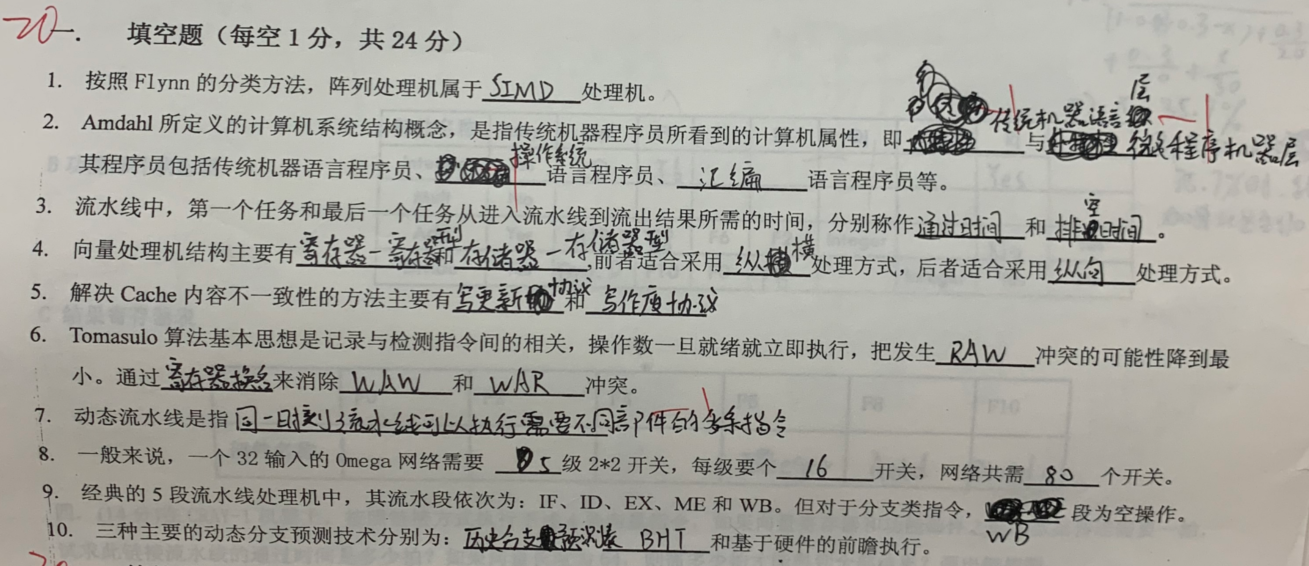 20
一. 填空题（每空1分，共24分）
1. 按照 Flynn 的分类方法，阵列处理机属于 SIMD 处理机。
2. Amdahl 所定义的计算机系统结构概念，是指传统机器程序员所看到的计算机属性，即 传统机器语言层 与 微程序机器层
其程序员包括传统机器语言程序员、操作系统 语言程序员、汇编 语言程序员等。
3. 流水线中，第一个任务和最后一个任务从进入流水线到流出结果所需的时间，分别称作 通过时间 和 排空时间 。
4. 向量处理机结构主要有 寄存器-寄存器型和 存储器-存储器型 ,前者适合采用 纵横 处理方式，后者适合采用 纵向 处理方式。
5. 解决 Cache 内容不一致性的方法主要有 写更新协议 和 写作废协议
6. Tomasulo 算法基本思想是记录与检测指令间的相关，操作数一旦就绪就立即执行，把发生 RAW 冲突的可能性降到最
小。通过 寄存器换名 来消除 WAW 和 WAR 冲突。
7. 动态流水线是指 同一时刻流水线可以执行需要不同部件的多条指令
8. 一般来说，一个 32 输入的 Omega 网络需要 5 级 2*2 开关，每级要个 16 开关，网络共需 80 个开关。
9. 经典的 5 段流水线处理机中，其流水段依次为：IF、ID、EX、ME 和 WB。但对于分支类指令， WB 段为空操作。
10. 三种主要的动态分支预测技术分别为：历史分支预测表 BHT 和基于硬件的前瞻执行。